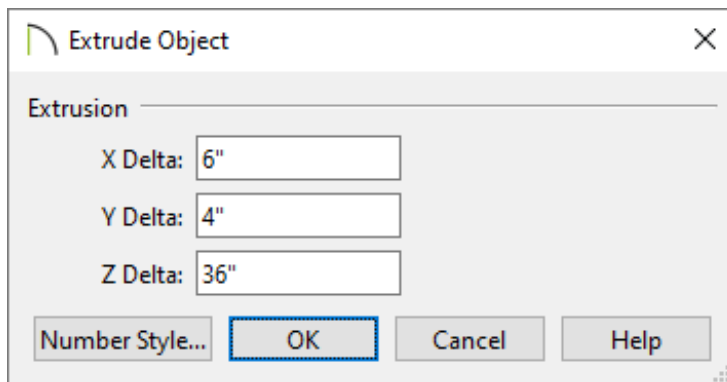 Extrude Object
Extrusion
X Delta: 6"
Y Delta: 4"
Z Delta: 36"
Number Style... OK Cancel Help